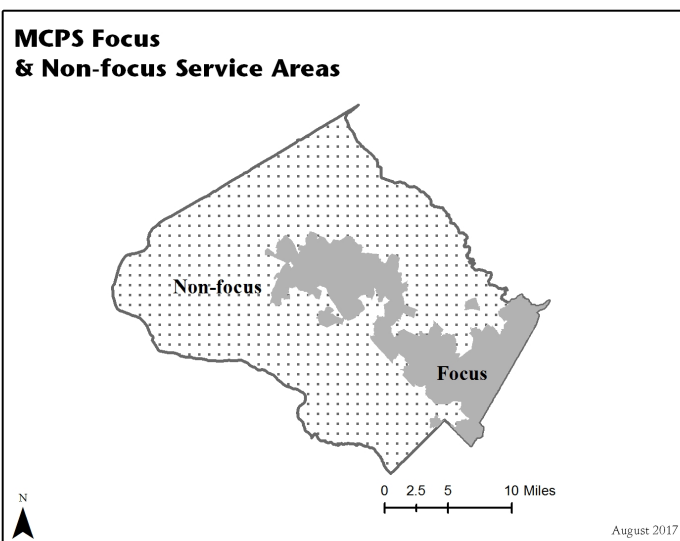 MCPS Focus
& Non-focus Service Areas
Non-focus
Focus
0 2.5 5 10 Miles
N
August 2017